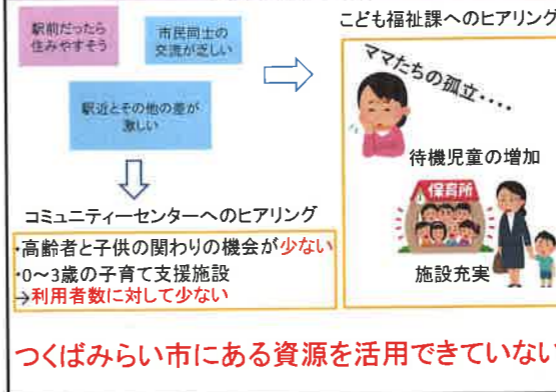 駅前だったら
住みやすそう
市民同士の
交流が乏しい
駅近とその他の差が
激しい
こども福祉課へのヒアリング
ママたちの孤立・・・・
待機児童の増加
保育所
施設充実
コミュニティーセンターへのヒアリング
・高齢者と子供の関わりの機会が少ない
・0～3歳の子育て支援施設
→利用者数に対して少ない
つくばみらい市にある資源を活用できていない